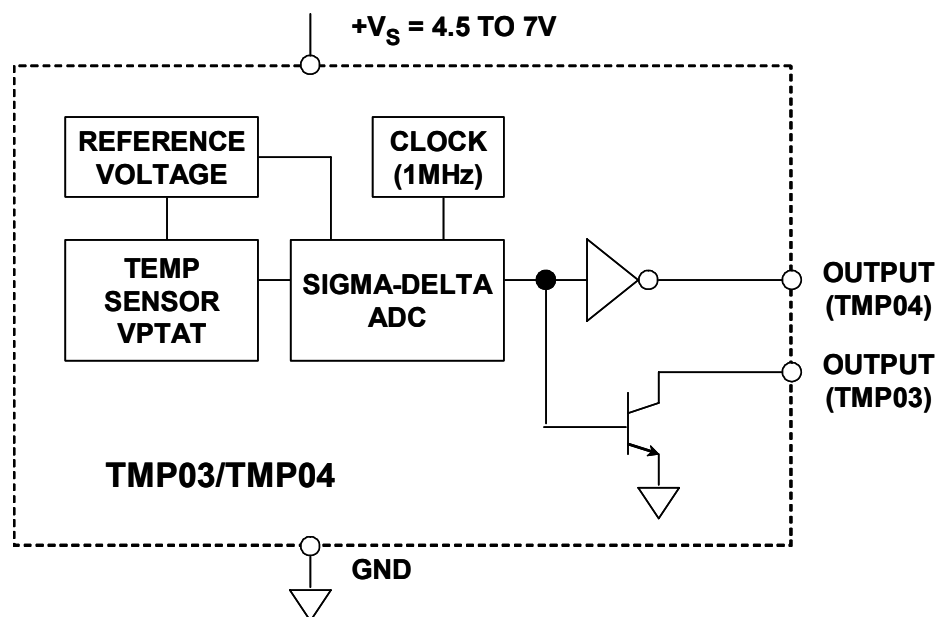 +VS = 4.5 TO 7V
REFERENCE
VOLTAGE
CLOCK
(1MHz)
TEMP
SENSOR
VPTAT
SIGMA-DELTA
ADC
OUTPUT
(TMP04)
OUTPUT
(TMP03)
TMP03/TMP04
GND